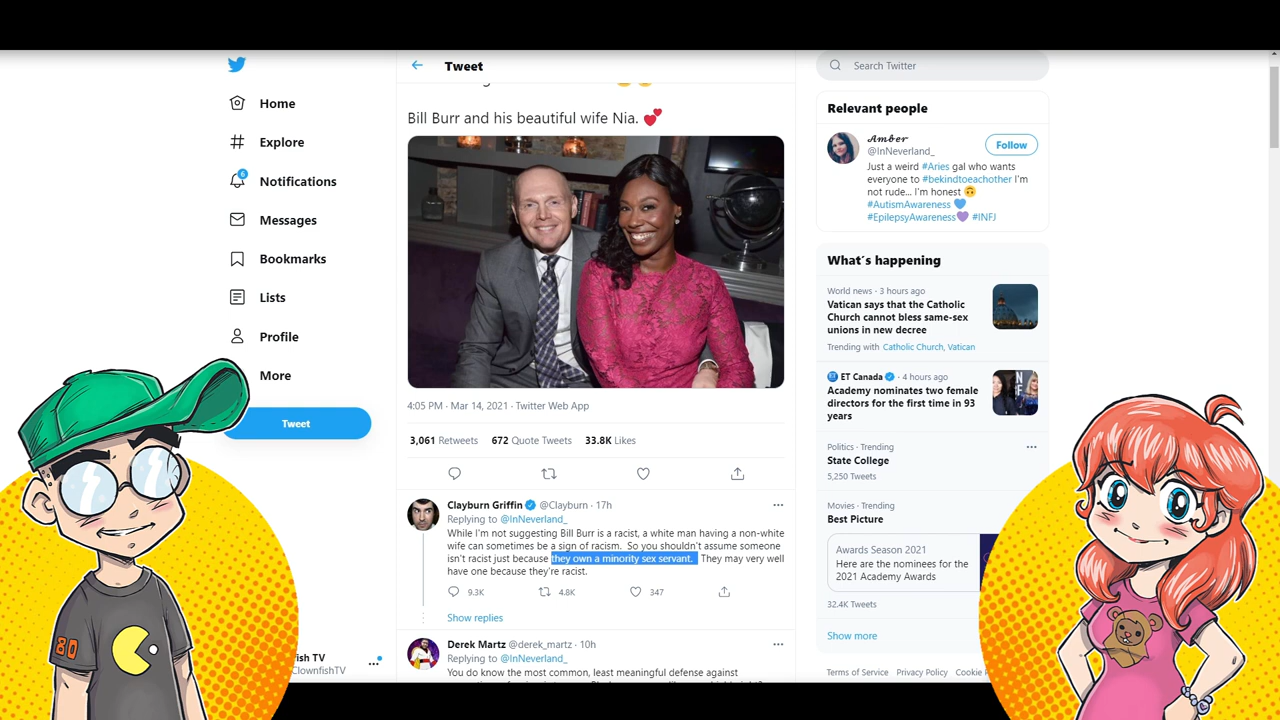 Home
Explore
6
Notifications
Messages
Bookmarks
Lists
Profile
More
Tweet
fish TV
ClownfishTV
80
Tweet
Bill Burr and his beautiful wife Nia. 💕
4:05 PM · Mar 14, 2021 · Twitter Web App
3,061 Retweets 672 Quote Tweets 33.8K Likes
Clayburn Griffin @Clayburn · 17h
Replying to @InNeverland_
While I'm not suggesting Bill Burr is a racist, a white man having a non-white
wife can sometimes be a sign of racism. So you shouldn't assume someone
isn't racist just because they own a minority sex servant. They may very well
have one because they're racist.
9.3K 4.8K 347
Show replies
Derek Martz @derek_martz · 10h
Replying to @InNeverland_
You do know the most common, least meaningful defense against
Search Twitter
Relevant people
𝓐𝓶𝓫𝓮𝓻
@InNeverland_
Follow
Just a weird #Aries gal who wants
everyone to #bekindtoeachother I'm
not rude... I'm honest 🙃
#AutismAwareness 💙
#EpilepsyAwareness💜 #INFJ
What's happening
World news · 3 hours ago
Vatican says that the Catholic
Church cannot bless same-sex
unions in new decree
Trending with Catholic Church, Vatican
ET Canada · 4 hours ago
Academy nominates two female
directors for the first time in 93
years
Politics · Trending
State College
5,250 Tweets
Movies · Trending
Best Picture
Awards Season 2021
Here are the nominees for the
2021 Academy Awards
32.4K Tweets
Show more
Terms of Service Privacy Policy Cookie